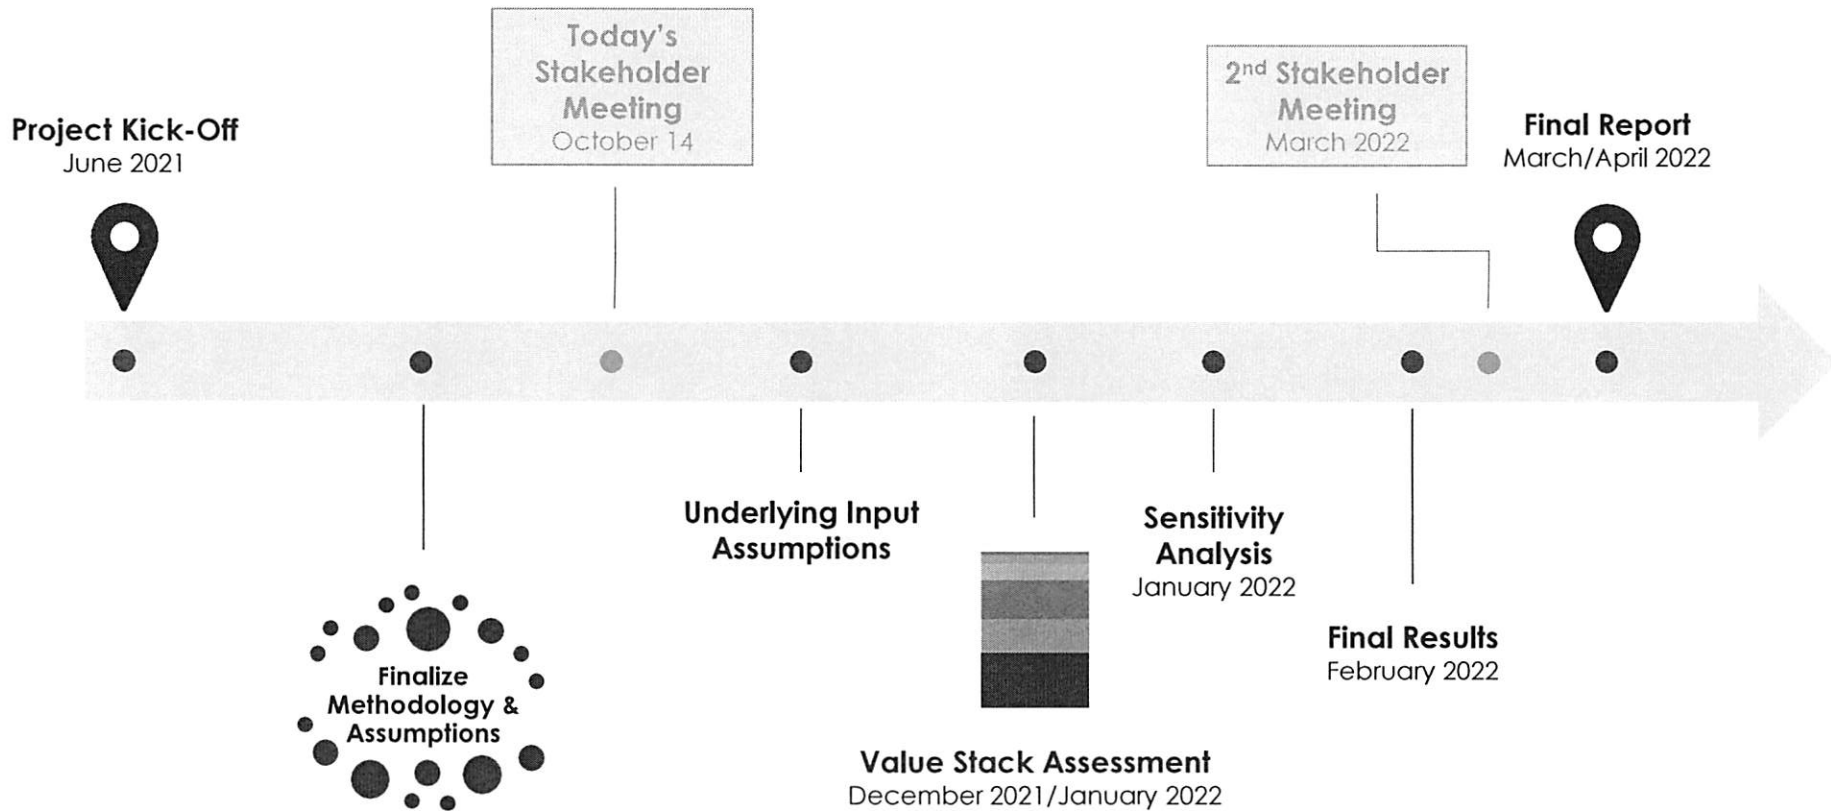 Today's
Stakeholder
Meeting
October 14
2nd Stakeholder
Meeting
March 2022
Project Kick-Off
June 2021
Final Report
March/April 2022
Underlying Input
Assumptions
Sensitivity
Analysis
January 2022
Final Results
February 2022
Finalize
Methodology &
Assumptions
Value Stack Assessment
December 2021/January 2022